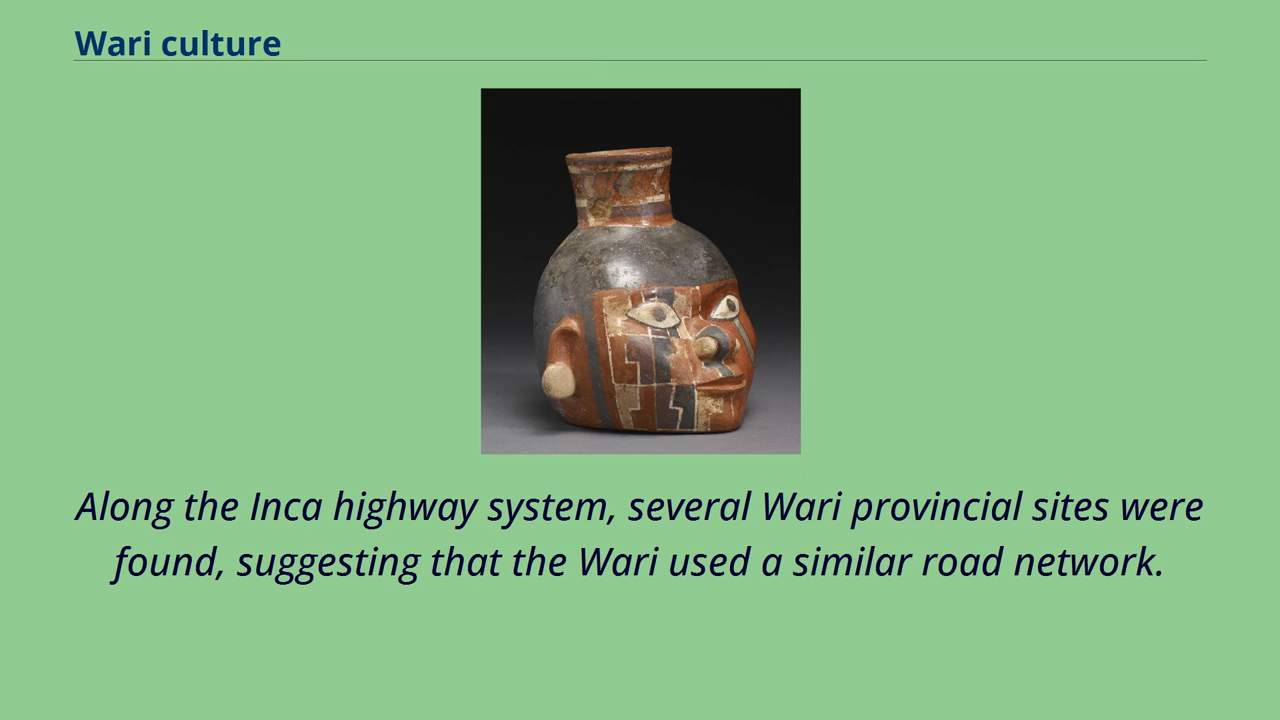 Wari culture
Along the Inca highway system, several Wari provincial sites were
found, suggesting that the Wari used a similar road network.